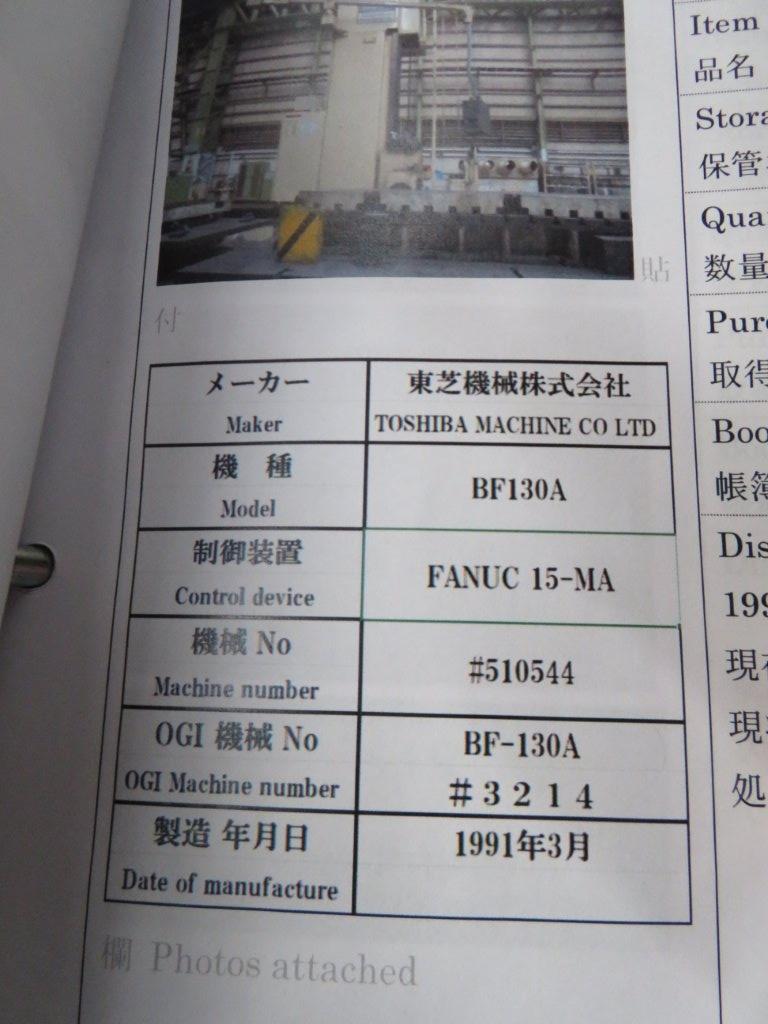 貼
付
メーカー
Maker
東芝機械株式会社
TOSHIBA MACHINE CO LTD
機 種
Model
BF130A
制御装置
Control device
FANUC 15-MA
機械 No
Machine number
#510544
OGI 機械 No
OGI Machine number
BF-130A
#3214
製造 年月日
Date of manufacture
1991年3月
欄 Photos attached
Item
品名
Stora
保管
Qua
数量
Pur
取得
Boo
帳簿
Dis
199
現
現
処